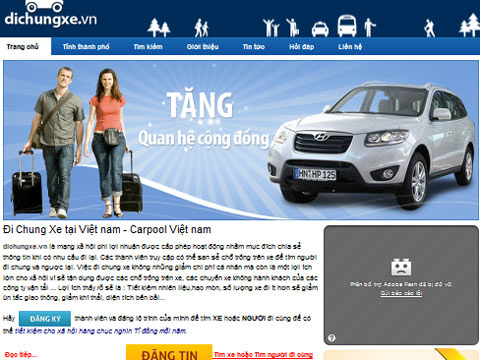 dichungxe.vn
Trang chủ Tỉnh thành phố Tìm kiếm Giới thiệu Tin tức Hỏi đáp Liên hệ
TĂNG
Quan hệ cộng đồng
HN HP 125
Đi Chung Xe tại Việt nam - Carpool Việt nam
dichungxe.vn là mạng xã hội phi lợi nhuận được cấp phép hoạt động nhằm mục đích chia sẻ
thông tin khi có nhu cầu đi lại. Các thành viên truy cập có thể san sẻ chỗ trống trên xe để tìm người
đi chung và ngược lại. Việc đi chung xe không những giảm chi phí cá nhân mà còn là một lợi ích
lớn cho xã hội vì sẽ tận dụng được các chỗ trống trên xe, các chuyến xe không hành khách của các
công ty vận tải ... Lợi ích thấy rõ sẽ là : Tiết kiệm nhiên liệu,hao mòn, số lượng xe đi ít hơn sẽ giảm
ùn tắc giao thông, giảm khí thải, diện tích bến bãi...
Hãy ĐĂNG KÝ thành viên và đăng lộ trình của mình để tìm XE hoặc NGƯỜI đi cùng để có
thể tiết kiệm cho xã hội hàng chục nghìn Tỉ đồng mỗi năm.
Đọc tiếp... ĐĂNG TIN Tìm xe hoặc Tìm người đi cùng
Phần bổ trợ Adobe Flash đã bị đổ vỡ.
Gửi báo cáo lỗi